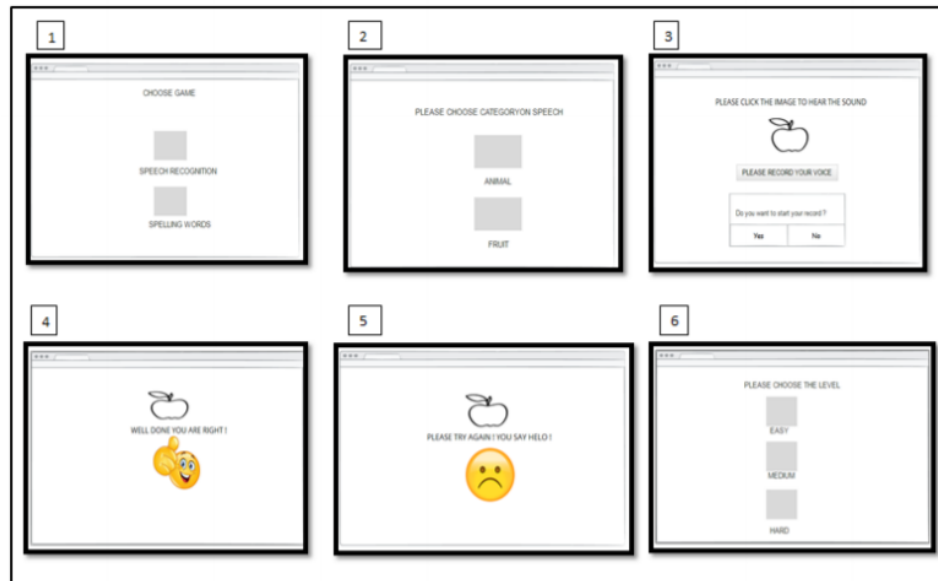 1
CHOOSE GAME
SPEECH RECOGNITION
SPELLING WORDS
2
PLEASE CHOOSE CATEGORYON SPEECH
ANIMAL
FRUIT
3
PLEASE CLICK THE IMAGE TO HEAR THE SOUND
PLEASE RECORD YOUR VOICE
Do you want to start your record ?
Yes No
4
WELL DONE YOU ARE RIGHT !
5
PLEASE TRY AGAIN ! YOU SAY HELO !
6
PLEASE CHOOSE THE LEVEL
EASY
MEDIUM
HARD